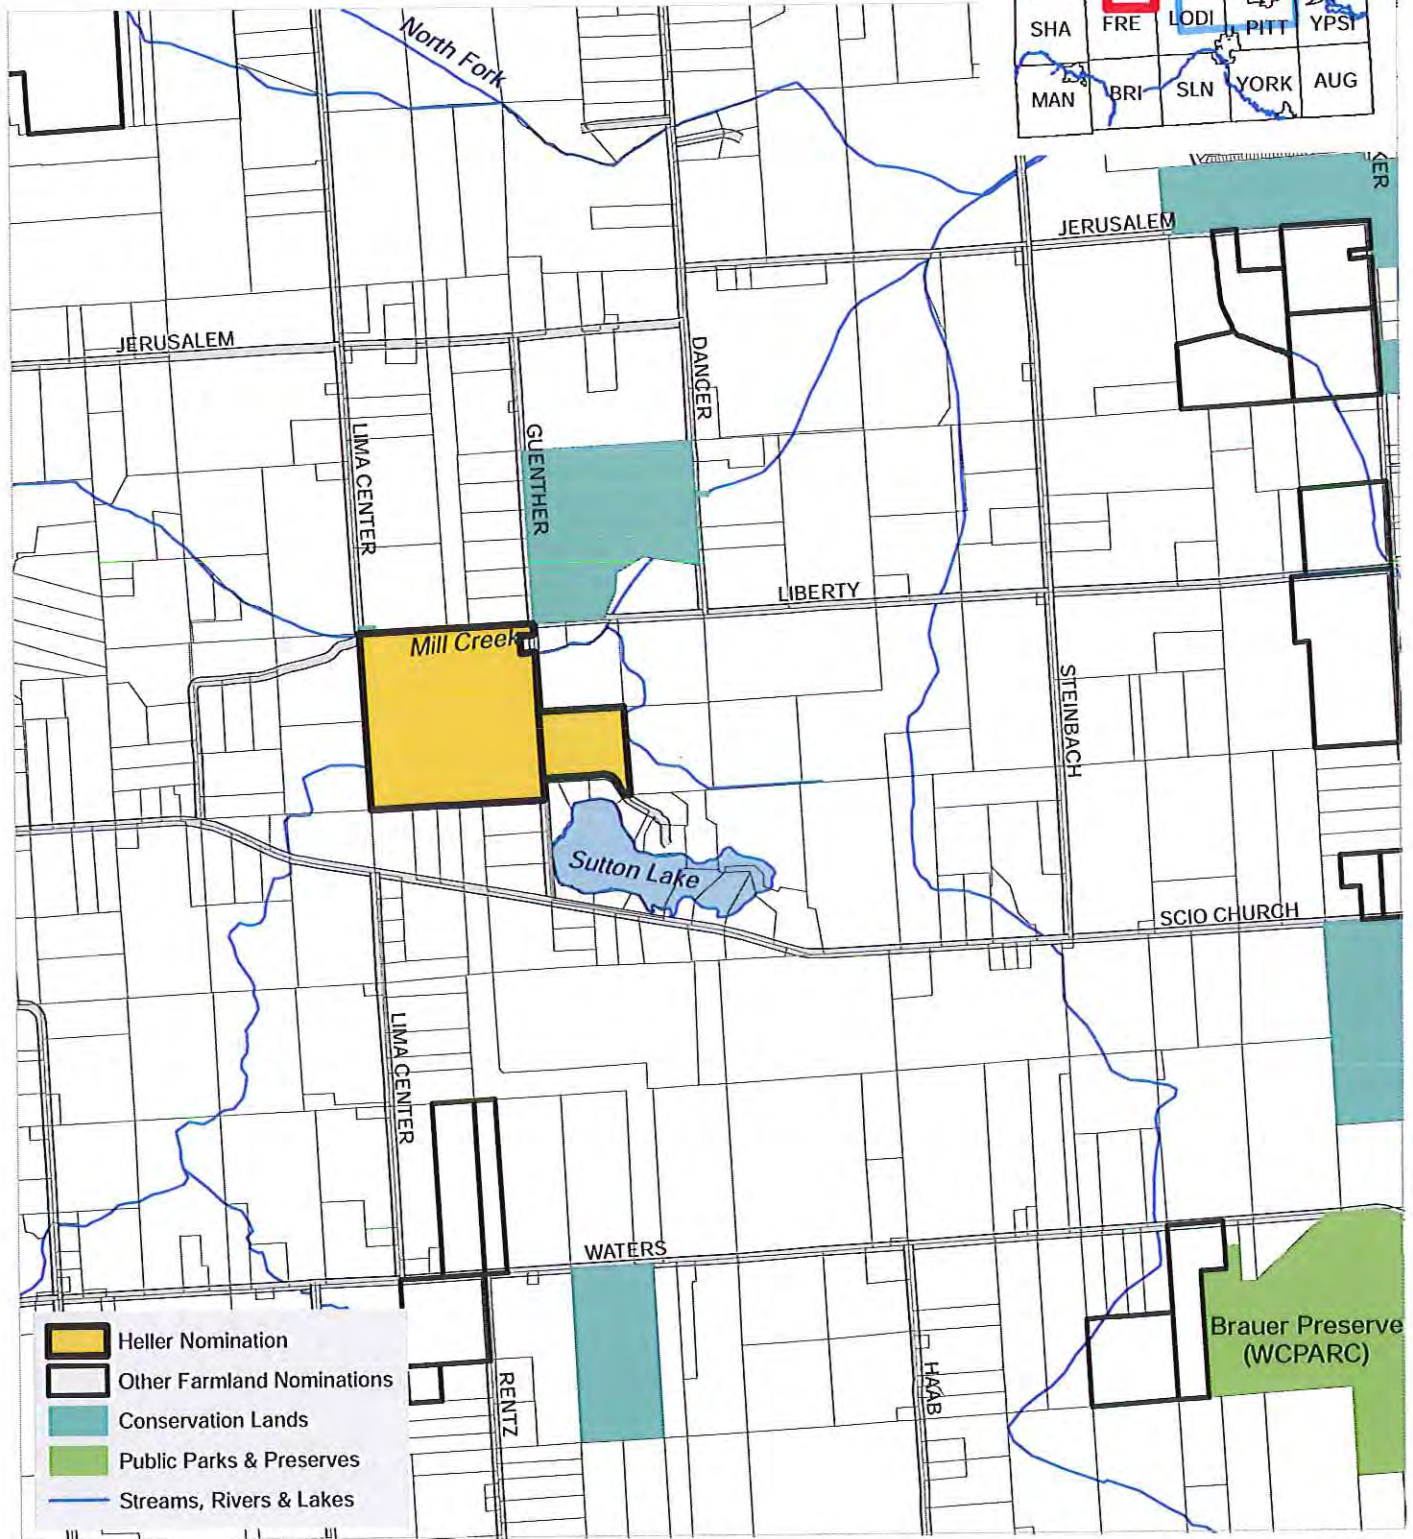 North Fork
SHA
FRE
LODI
PITT
YPSI
MAN
BRI
SLN
YORK
AUG
JERUSALEM
JERUSALEM
DANCER
LIMA CENTER
GUENTHER
LIBERTY
Mill Creek
STEINBACH
Sutton Lake
SCIO CHURCH
LIMA CENTER
WATERS
Brauer Preserve
(WCPARC)
HAAB
RENTZ
Heller Nomination
Other Farmland Nominations
Conservation Lands
Public Parks & Preserves
Streams, Rivers & Lakes